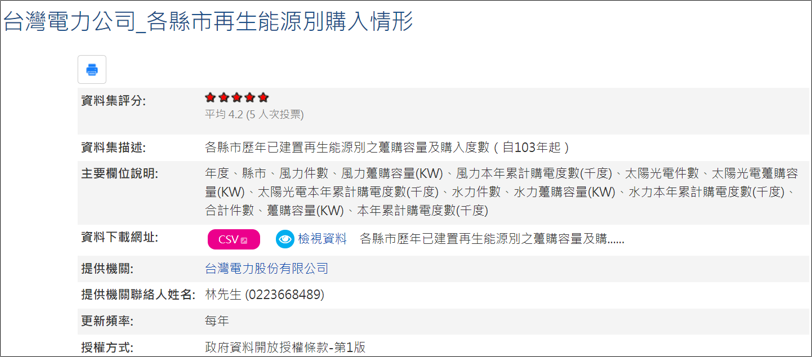 台灣電力公司_各縣市再生能源別購入情形
資料集評分:
平均 4.2 (5 人次投票)
資料集描述: 各縣市歷年已建置再生能源別之躉購容量及購入度數 ( 自103年起 )
主要欄位說明: 年度、縣市、風力件數、風力躉購容量(KW)、風力本年累計購電度數(千度)、太陽光電件數、太陽光電躉購容
量(KW)、太陽光電本年累計購電度數(千度)、水力件數、水力躉購容量(KW)、水力本年累計購電度數(千度)、
合計件數、躉購容量(KW)、本年累計購電度數(千度)
資料下載網址: CSV 檢視資料 各縣市歷年已建置再生能源別之躉購容量及購......
提供機關: 台灣電力股份有限公司
提供機關聯絡人姓名: 林先生 (0223668489)
更新頻率: 每年
授權方式: 政府資料開放授權條款-第1版